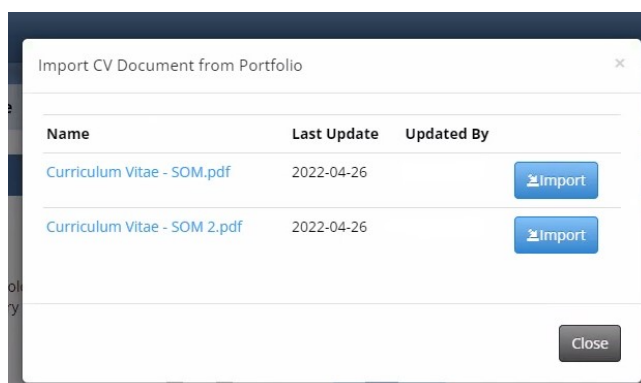 Import CV Document from Portfolio ×
Name Last Update Updated By
Curriculum Vitae - SOM.pdf 2022-04-26 Import
Curriculum Vitae - SOM 2.pdf 2022-04-26 Import
Close